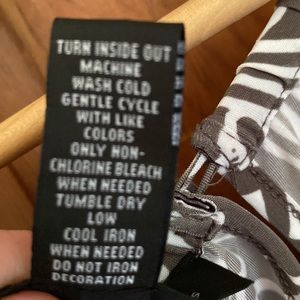 TURN INSIDE OUT
MACHINE
WASH COLD
GENTLE CYCLE
WITH LIKE
COLORS
ONLY NON-
CHLORINE BLEACH
WHEN NEEDED
TUMBLE DRY
LOW
COOL IRON
WHEN NEEDED
DO NOT IRON
DECORATION
S